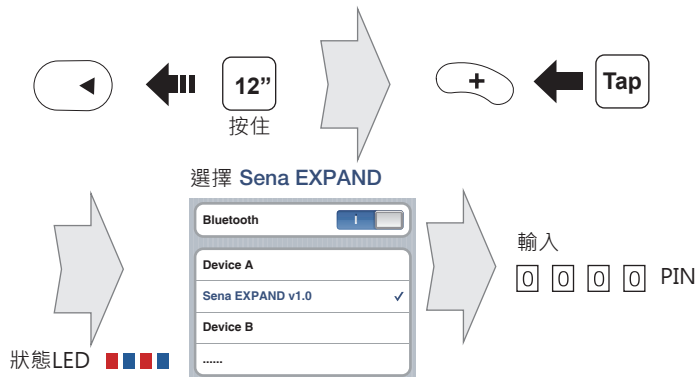 12”
按住
+
Tap
選擇 Sena EXPAND
Bluetooth
I
Device A
Sena EXPAND v1.0 ✓
Device B
......
狀態LED
輸入
0 0 0 0 PIN